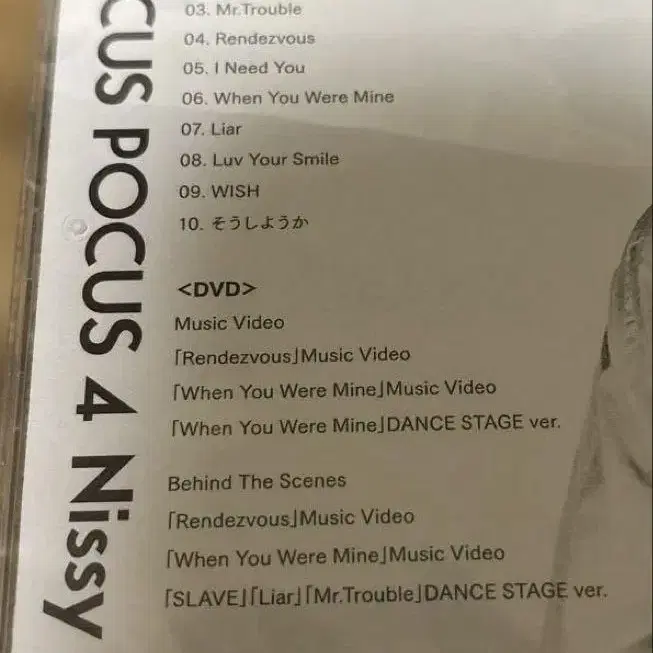 CUS POCUS 4 Nissy
03. Mr.Trouble
04. Rendezvous
05. I Need You
06. When You Were Mine
07. Liar
08. Luv Your Smile
09. WISH
10. そうしようか
<DVD>
Music Video
「Rendezvous」Music Video
「When You Were Mine」Music Video
「When You Were Mine」DANCE STAGE ver.
Behind The Scenes
「Rendezvous」Music Video
「When You Were Mine」Music Video
「SLAVE」「Liar」「Mr.Trouble」DANCE STAGE ver.